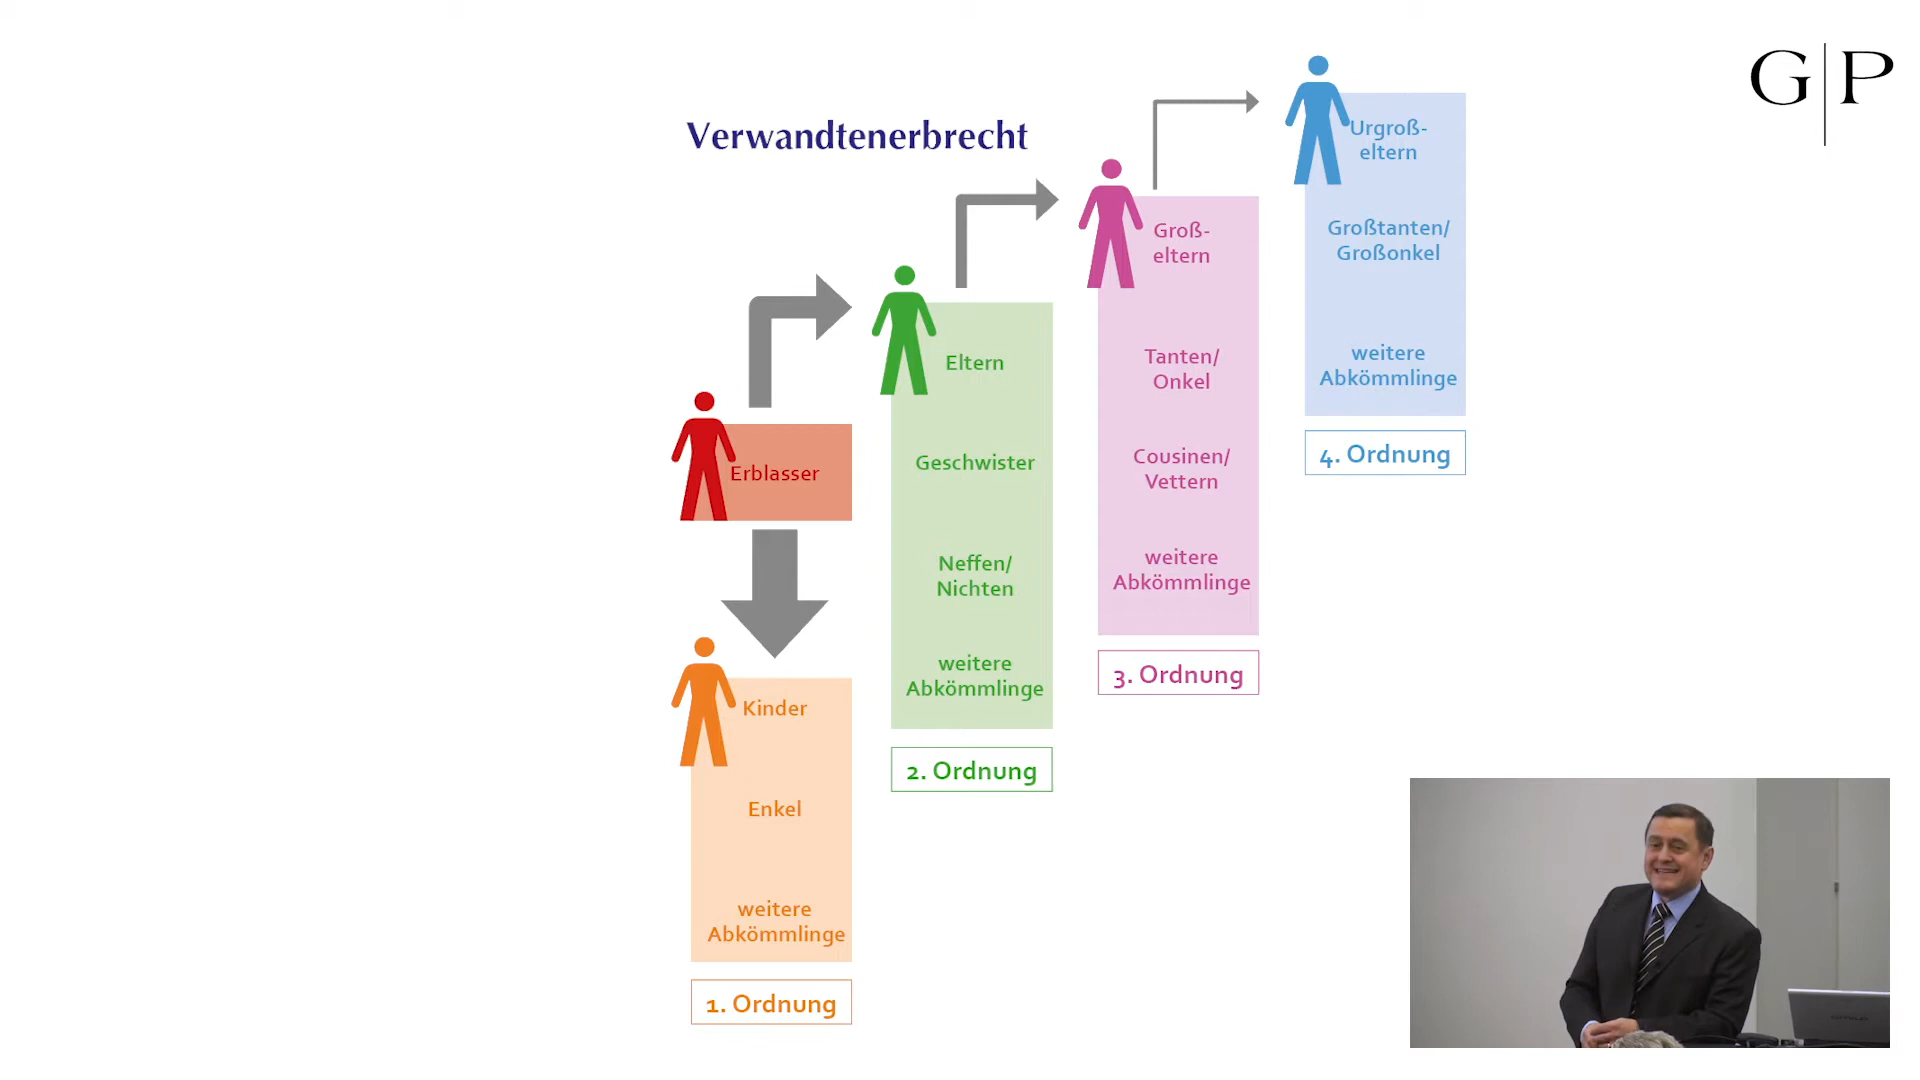 G|P
Verwandtenerbrecht
Erblasser
Kinder
Enkel
weitere
Abkömmlinge
1. Ordnung
Eltern
Geschwister
Neffen/
Nichten
weitere
Abkömmlinge
2. Ordnung
Groß-
eltern
Tanten/
Onkel
Cousinen/
Vettern
weitere
Abkömmlinge
3. Ordnung
Urgroß-
eltern
Großtanten/
Großonkel
weitere
Abkömmlinge
4. Ordnung